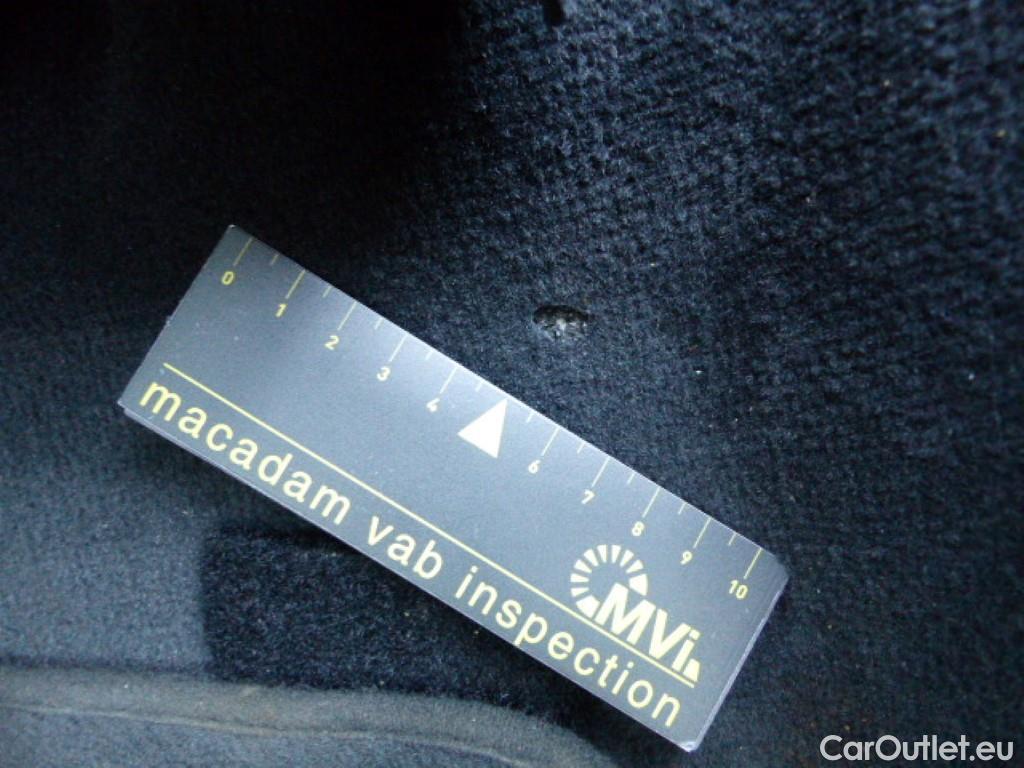 0 1 2 3 4 6 7 8 9 10
MVi
macadam vab inspection
CarOutlet.eu